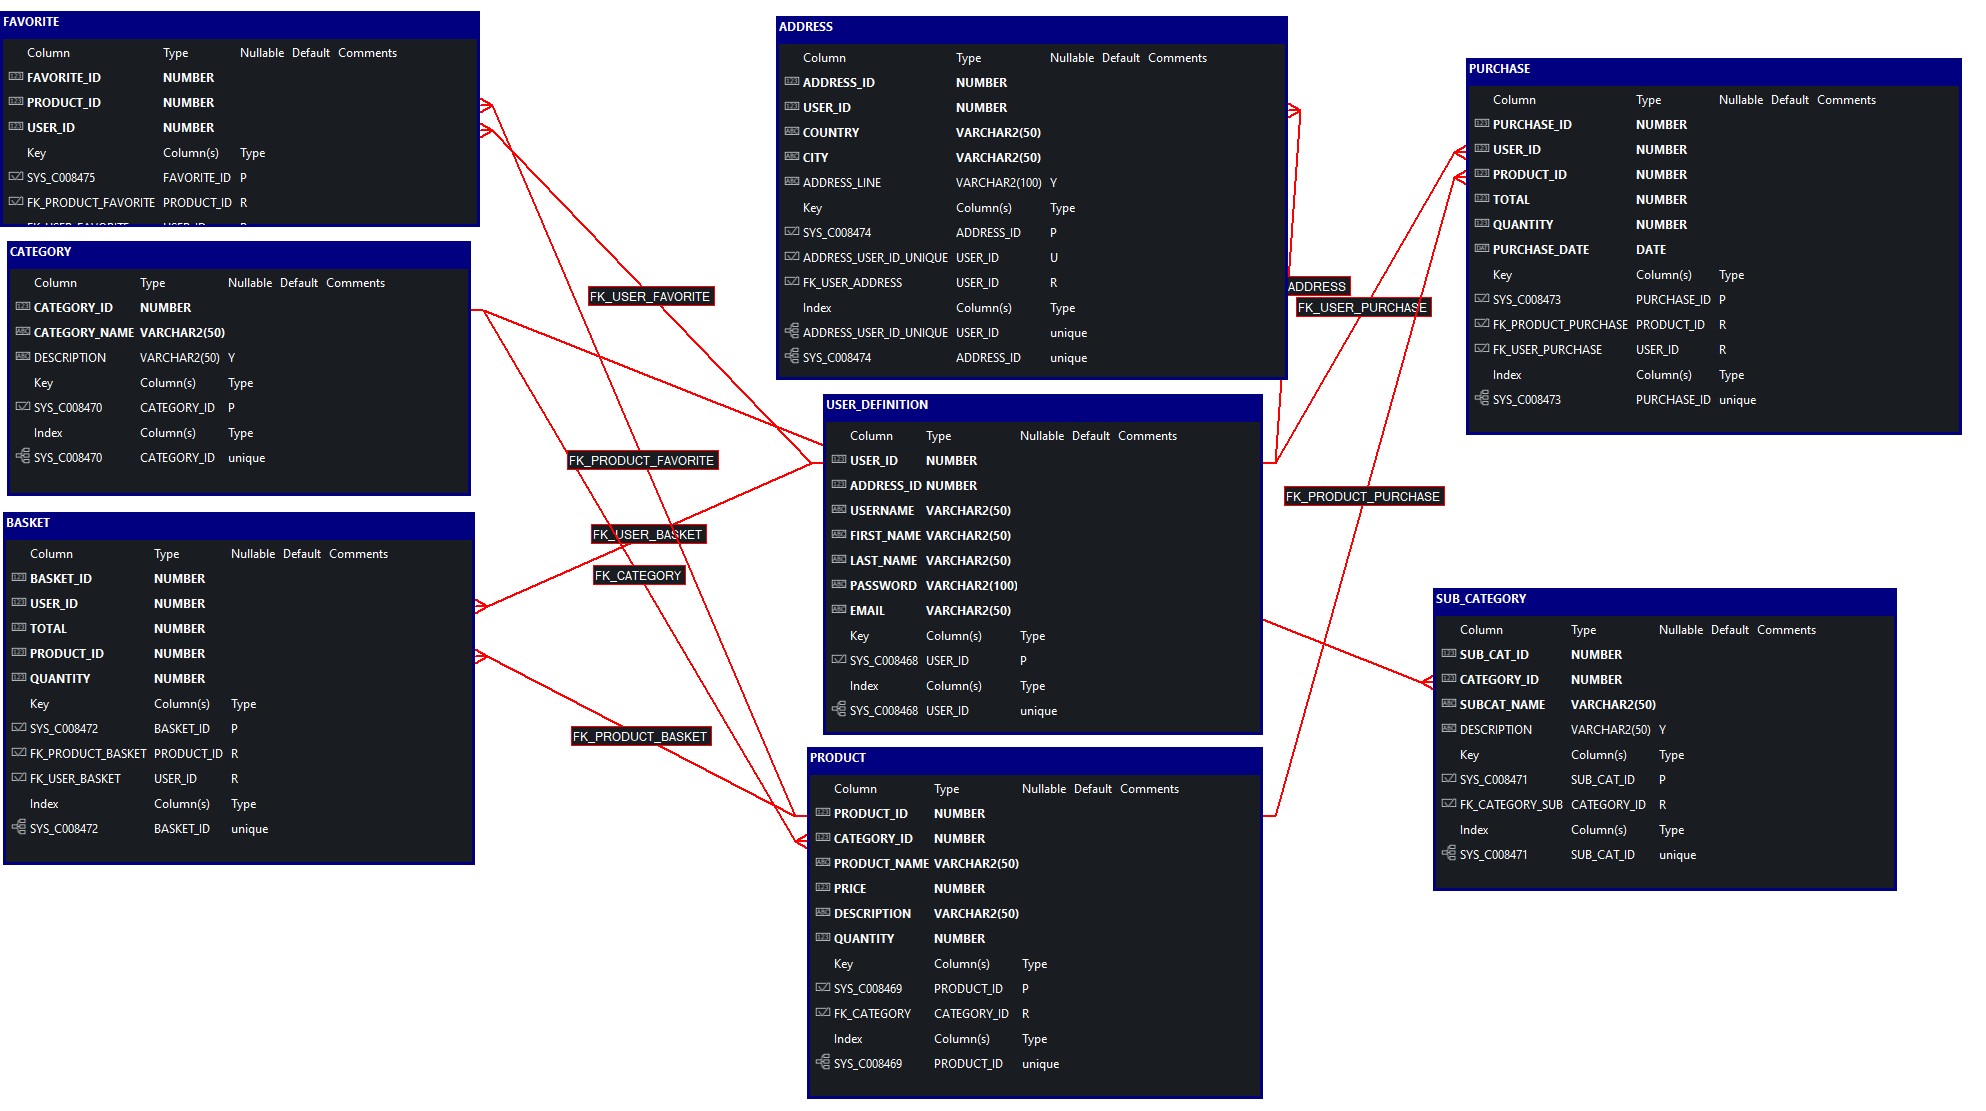 FAVORITE
Column Type Nullable Default Comments
FAVORITE_ID NUMBER
PRODUCT_ID NUMBER
USER_ID NUMBER
Key Column(s) Type
SYS_C008475 FAVORITE_ID P
FK_PRODUCT_FAVORITE PRODUCT_ID R
CATEGORY
Column Type Nullable Default Comments
CATEGORY_ID NUMBER
CATEGORY_NAME VARCHAR2(50)
DESCRIPTION VARCHAR2(50) Y
Key Column(s) Type
SYS_C008470 CATEGORY_ID P
Index Column(s) Type
SYS_C008470 CATEGORY_ID unique
BASKET
Column Type Nullable Default Comments
BASKET_ID NUMBER
USER_ID NUMBER
TOTAL NUMBER
PRODUCT_ID NUMBER
QUANTITY NUMBER
Key Column(s) Type
SYS_C008472 BASKET_ID P
FK_PRODUCT_BASKET PRODUCT_ID R
FK_USER_BASKET USER_ID R
Index Column(s) Type
SYS_C008472 BASKET_ID unique
FK_USER_FAVORITE
FK_PRODUCT_FAVORITE
FK_USER_BASKET
FK_CATEGORY
FK_PRODUCT_BASKET
ADDRESS
Column Type Nullable Default Comments
ADDRESS_ID NUMBER
USER_ID NUMBER
COUNTRY VARCHAR2(50)
CITY VARCHAR2(50)
ADDRESS_LINE VARCHAR2(100) Y
Key Column(s) Type
SYS_C008474 ADDRESS_ID P
ADDRESS_USER_ID_UNIQUE USER_ID U
FK_USER_ADDRESS USER_ID R
Index Column(s) Type
ADDRESS_USER_ID_UNIQUE USER_ID unique
SYS_C008474 ADDRESS_ID unique
USER_DEFINITION
Column Type Nullable Default Comments
USER_ID NUMBER
ADDRESS_ID NUMBER
USERNAME VARCHAR2(50)
FIRST_NAME VARCHAR2(50)
LAST_NAME VARCHAR2(50)
PASSWORD VARCHAR2(100)
EMAIL VARCHAR2(50)
Key Column(s) Type
SYS_C008468 USER_ID P
Index Column(s) Type
SYS_C008468 USER_ID unique
PRODUCT
Column Type Nullable Default Comments
PRODUCT_ID NUMBER
CATEGORY_ID NUMBER
PRODUCT_NAME VARCHAR2(50)
PRICE NUMBER
DESCRIPTION VARCHAR2(50)
QUANTITY NUMBER
Key Column(s) Type
SYS_C008469 PRODUCT_ID P
FK_CATEGORY CATEGORY_ID R
Index Column(s) Type
SYS_C008469 PRODUCT_ID unique
ADDRESS
FK_USER_PURCHASE
FK_PRODUCT_PURCHASE
PURCHASE
Column Type Nullable Default Comments
PURCHASE_ID NUMBER
USER_ID NUMBER
PRODUCT_ID NUMBER
TOTAL NUMBER
QUANTITY NUMBER
PURCHASE_DATE DATE
Key Column(s) Type
SYS_C008473 PURCHASE_ID P
FK_PRODUCT_PURCHASE PRODUCT_ID R
FK_USER_PURCHASE USER_ID R
Index Column(s) Type
SYS_C008473 PURCHASE_ID unique
SUB_CATEGORY
Column Type Nullable Default Comments
SUB_CAT_ID NUMBER
CATEGORY_ID NUMBER
SUBCAT_NAME VARCHAR2(50)
DESCRIPTION VARCHAR2(50) Y
Key Column(s) Type
SYS_C008471 SUB_CAT_ID P
FK_CATEGORY_SUB CATEGORY_ID R
Index Column(s) Type
SYS_C008471 SUB_CAT_ID unique